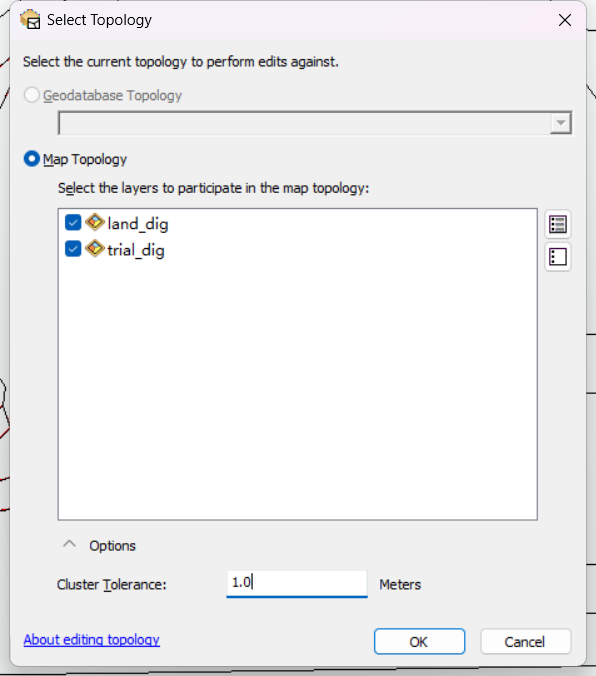 Select Topology
Select the current topology to perform edits against.
Geodatabase Topology
Map Topology
Select the layers to participate in the map topology:
land_dig
trial_dig
Options
Cluster Tolerance: 1.0 Meters
About editing topology OK Cancel